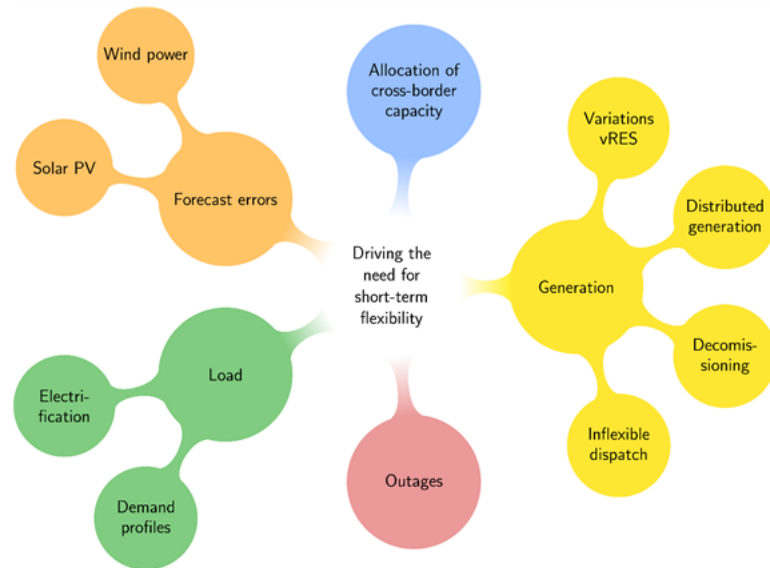 Wind power
Solar PV
Forecast errors
Allocation of
cross-border
capacity
Variations
vRES
Distributed
generation
Generation
Decomis-
sioning
Inflexible
dispatch
Driving the
need for
short-term
flexibility
Load
Electri-
fication
Demand
profiles
Outages